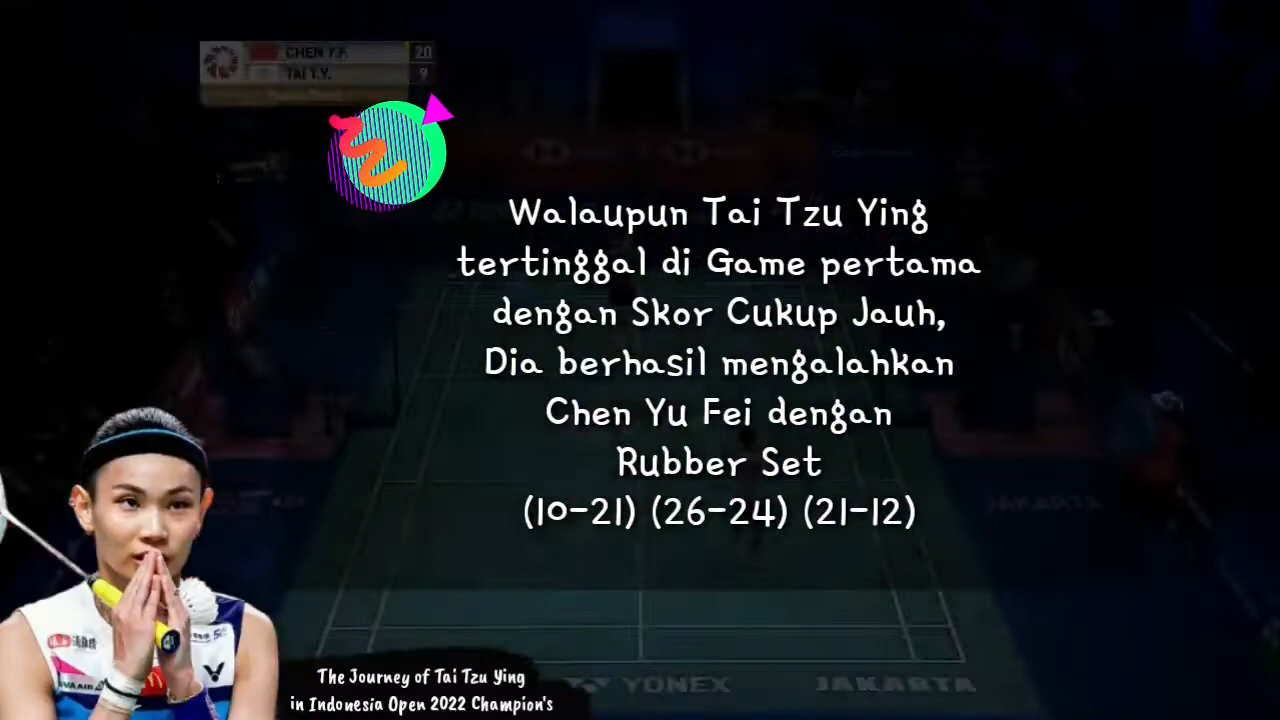 CHEN Y.F. 20
TAI T.Y. 9
Walaupun Tai Tzu Ying
tertinggal di Game pertama
dengan Skor Cukup Jauh,
Dia berhasil mengalahkan
Chen Yu Fei dengan
Rubber Set
(10-21) (26-24) (21-12)
JAKARTA
The Journey of Tai Tzu Ying
in Indonesia Open 2022 Champion's
YONEX
JAKARTA